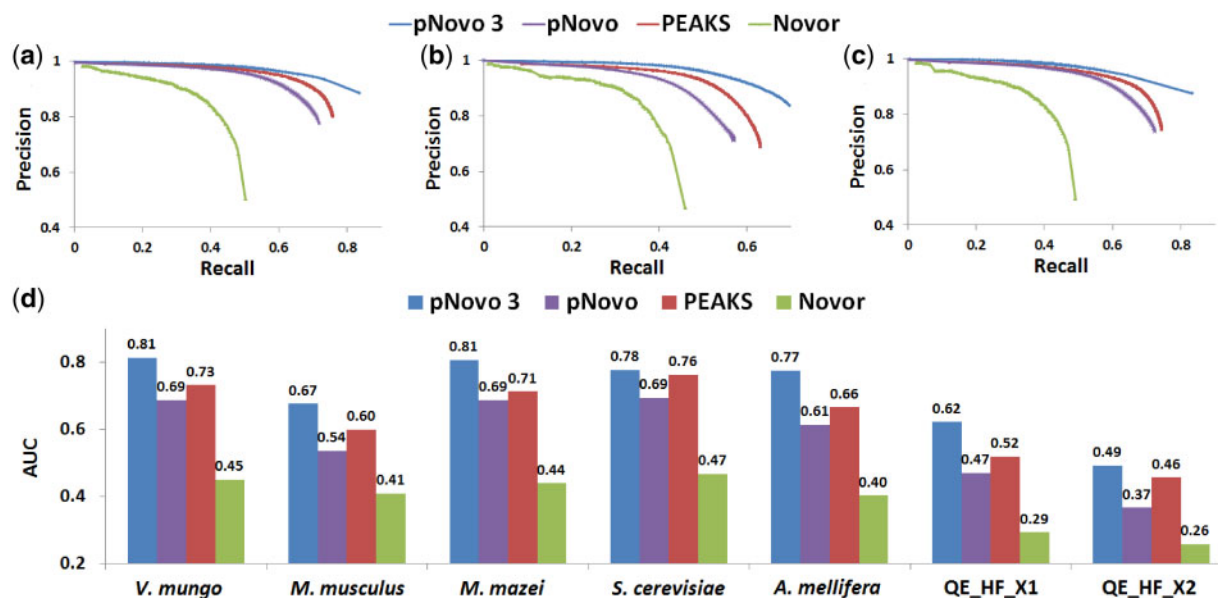 pNovo 3 pNovo PEAKS Novor
(a) (b) (c)
1 1 1
0.8 0.8 0.8
0.6 0.6 0.6
0.4 0.4 0.4
Precision Precision Precision
0 0.2 0.4 0.6 0.8 0 0.2 0.4 0.6 0 0.2 0.4 0.6 0.8
Recall Recall Recall
(d)
pNovo 3 pNovo PEAKS Novor
AUC
0.8
0.6
0.4
0.2
0.81 0.69 0.73 0.45
0.67 0.54 0.60 0.41
0.81 0.69 0.71 0.44
0.78 0.69 0.76 0.47
0.77 0.61 0.66 0.40
0.62 0.47 0.52 0.29
0.49 0.37 0.46 0.26
V. mungo M. musculus M. mazei S. cerevisiae A. mellifera QE_HF_X1 QE_HF_X2